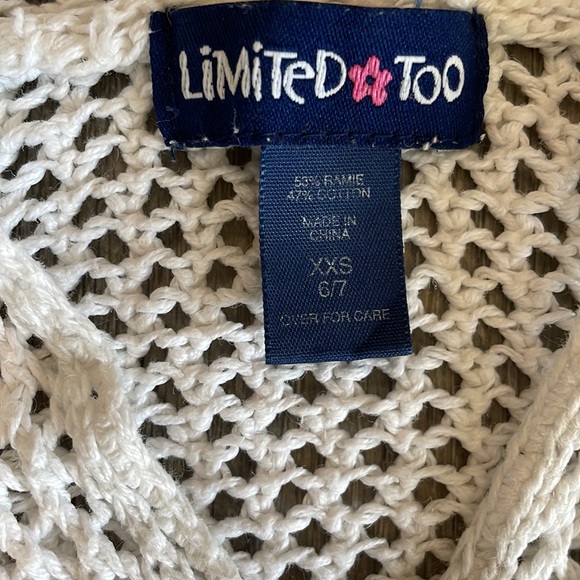 LiMiTeD TOO
53% RAMIE
47% COTTON
MADE IN
CHINA
XXS
6/7
OVER FOR CARE